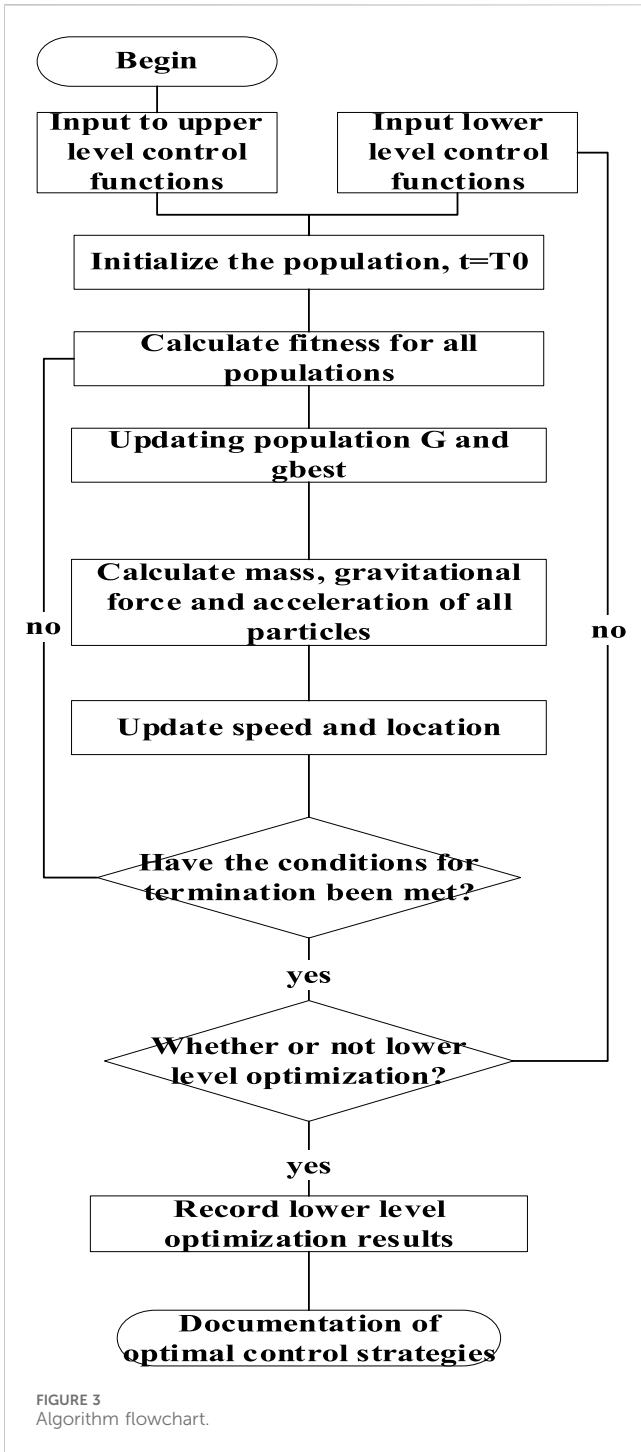 Begin
Input to upper
level control
functions
Input lower
level control
functions
Initialize the population, t=T0
Calculate fitness for all
populations
Updating population G and
gbest
Calculate mass, gravitational
force and acceleration of all
particles
no
no
Update speed and location
Have the conditions for
termination been met?
yes
Whether or not lower
level optimization?
yes
Record lower level
optimization results
Documentation of
optimal control strategies
FIGURE 3
Algorithm flowchart.